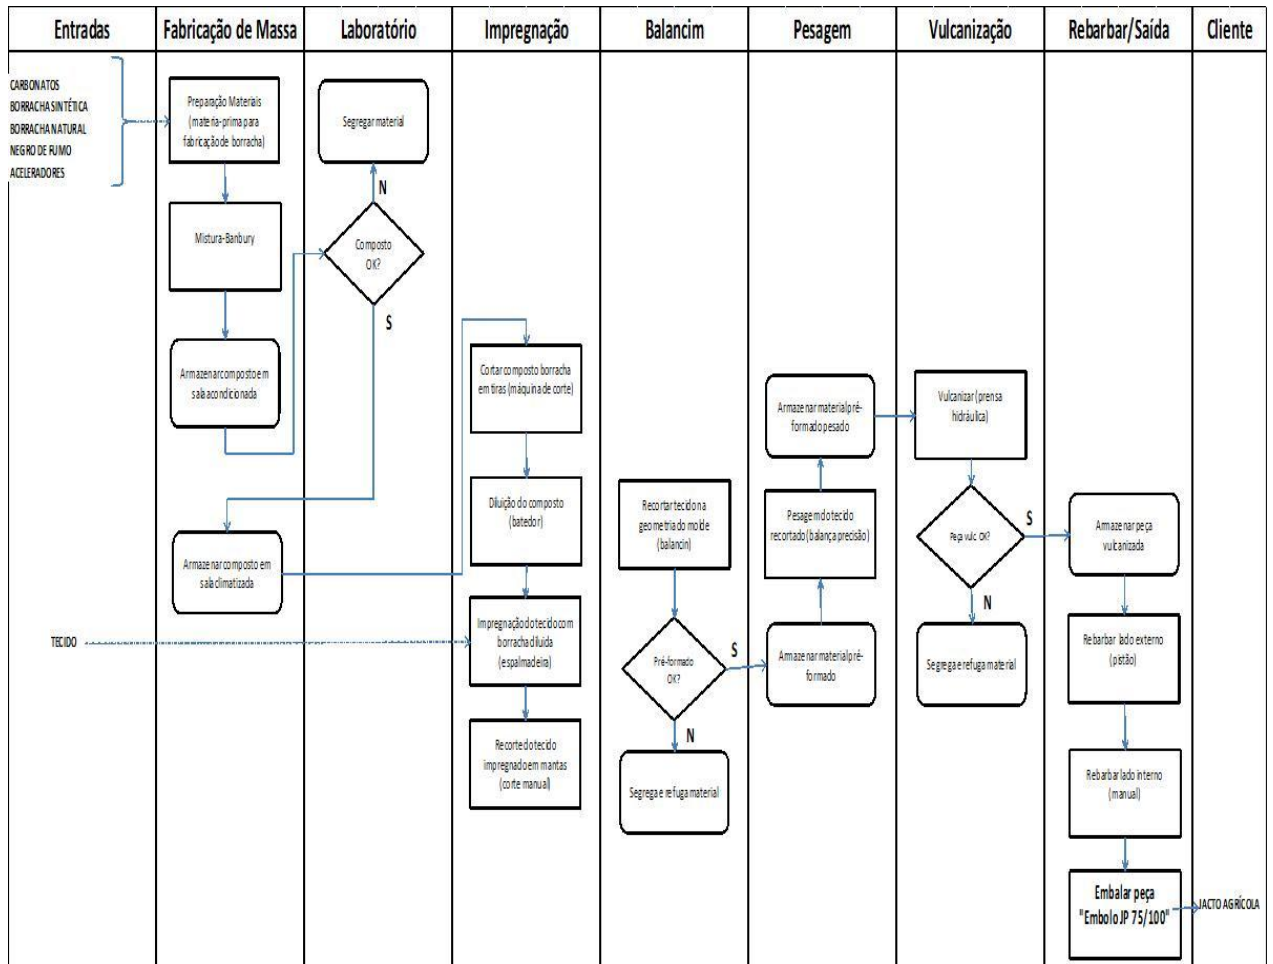 Entradas
Fabricação de Massa
Laboratório
Impregnação
Balancim
Pesagem
Vulcanização
Rebarbar/Saída
Cliente
CARBONATOS
BORRACHA SINTÉTICA
BORRACHA NATURAL
NEGRO DE FUMO
ACELERADORES
TECIDO
Preparação Materiais
(materia-prima para
fabricação de borracha)
Mistura-Banbury
Armazenar composto em
sala acondicionada
Armazenar composto em
sala climatizada
Segregar material
N
Composto
OK?
S
Cortar composto borracha
em tiras (máquina de corte)
Diluição do composto
(batedor)
Impregnação do tecido com
borracha diluida
(espalmadeira)
Recorte do tecido
impregnado em mantas
(corte manual)
Recortar tecido na
geometria do molde
(balancin)
Pré-formado
OK?
S
N
Segrega e refuga material
Armazenar material pré-
formado pesado
Pesagem do tecido
recortado (balança precisão)
Armazenar material pré-
formado
Vulcanizar (prensa
hidráulica)
Peça vulc. OK?
S
N
Segrega e refuga material
Armazenar peça
vulcanizada
Rebarbar lado externo
(pistão)
Rebarbar lado interno
(manual)
Embalar peça
"Embolo JP 75/100"
JACTO AGRÍCOLA